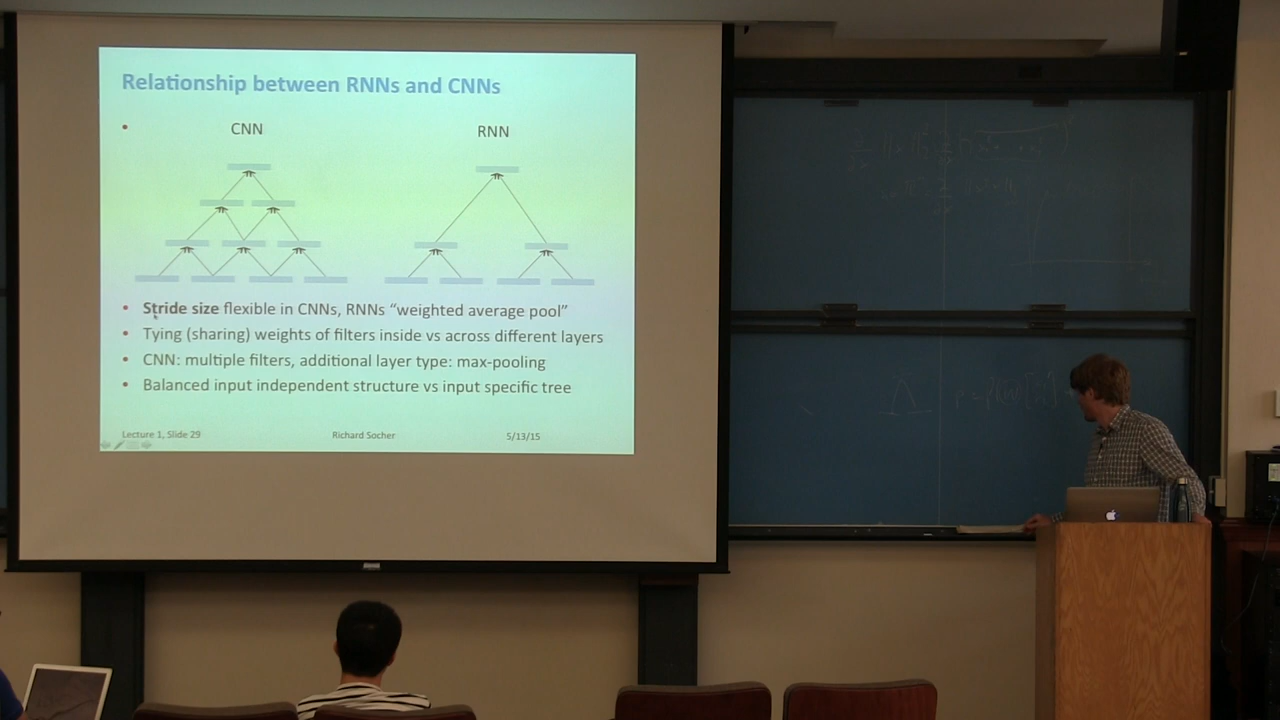 Relationship between RNNs and CNNs
• CNN RNN
• Stride size flexible in CNNs, RNNs “weighted average pool”
• Tying (sharing) weights of filters inside vs across different layers
• CNN: multiple filters, additional layer type: max-pooling
• Balanced input independent structure vs input specific tree
Lecture 1, Slide 29 Richard Socher 5/13/15